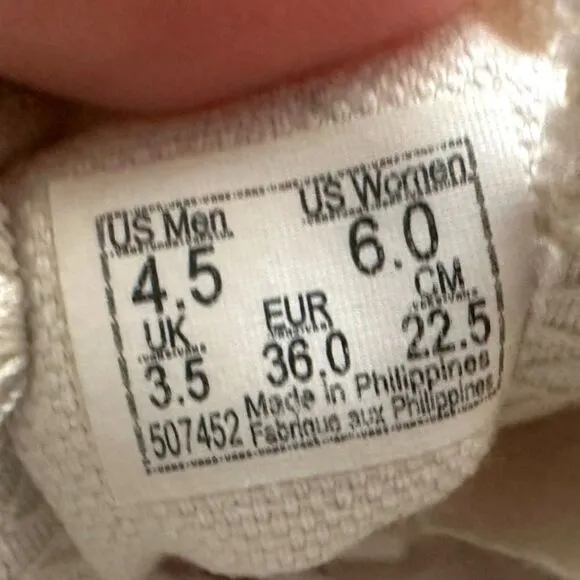 US Men US Women
4.5 6.0
UK EUR CM
3.5 36.0 22.5
507452 Made in Philippines
Fabriqué aux Philippines